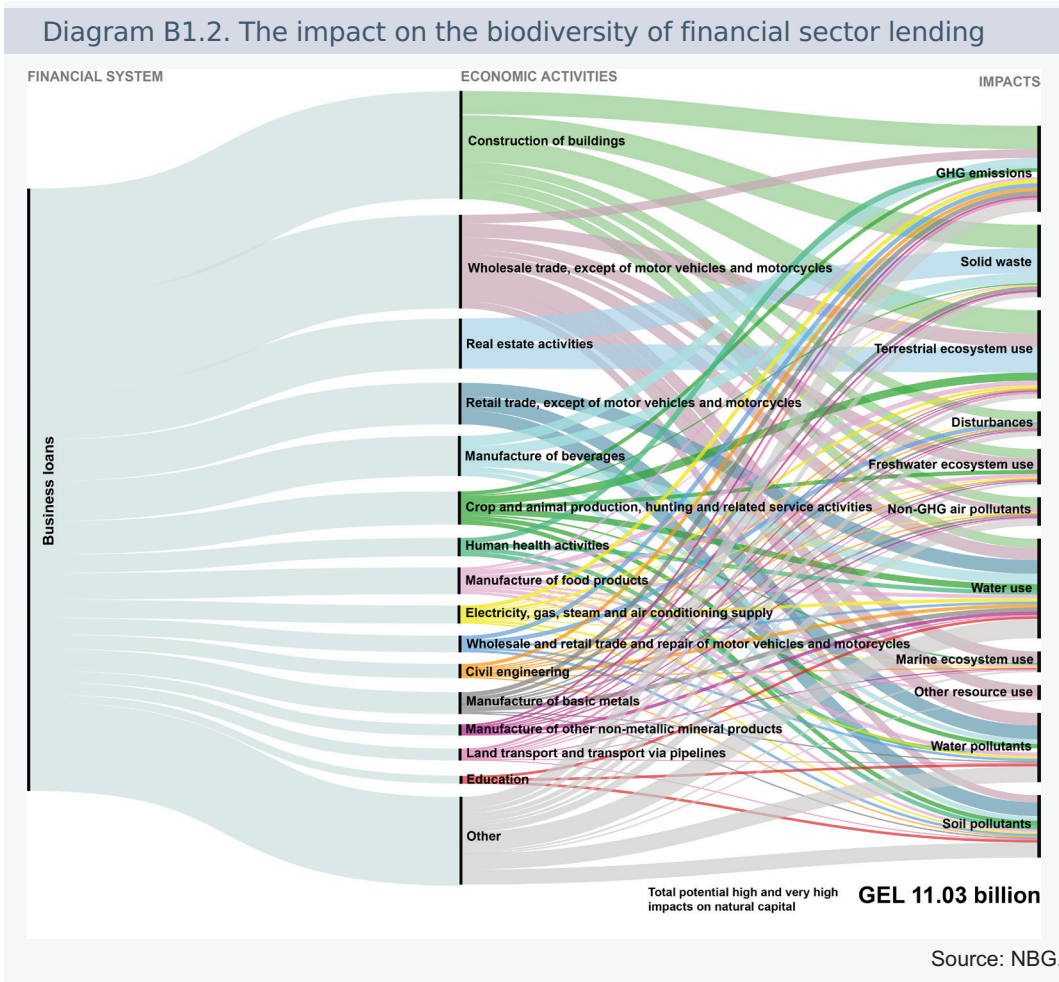 Diagram B1.2. The impact on the biodiversity of financial sector lending
FINANCIAL SYSTEM
ECONOMIC ACTIVITIES
IMPACTS
Business loans
Construction of buildings
Wholesale trade, except of motor vehicles and motorcycles
Real estate activities
Retail trade, except of motor vehicles and motorcycles
Manufacture of beverages
Crop and animal production, hunting and related service activities
Human health activities
Manufacture of food products
Electricity, gas, steam and air conditioning supply
Wholesale and retail trade and repair of motor vehicles and motorcycles
Civil engineering
Manufacture of basic metals
Manufacture of other non-metallic mineral products
Land transport and transport via pipelines
Education
Other
GHG emissions
Solid waste
Terrestrial ecosystem use
Disturbances
Freshwater ecosystem use
Non-GHG air pollutants
Water use
Marine ecosystem use
Other resource use
Water pollutants
Soil pollutants
Total potential high and very high
impacts on natural capital
GEL 11.03 billion
Source: NBG.